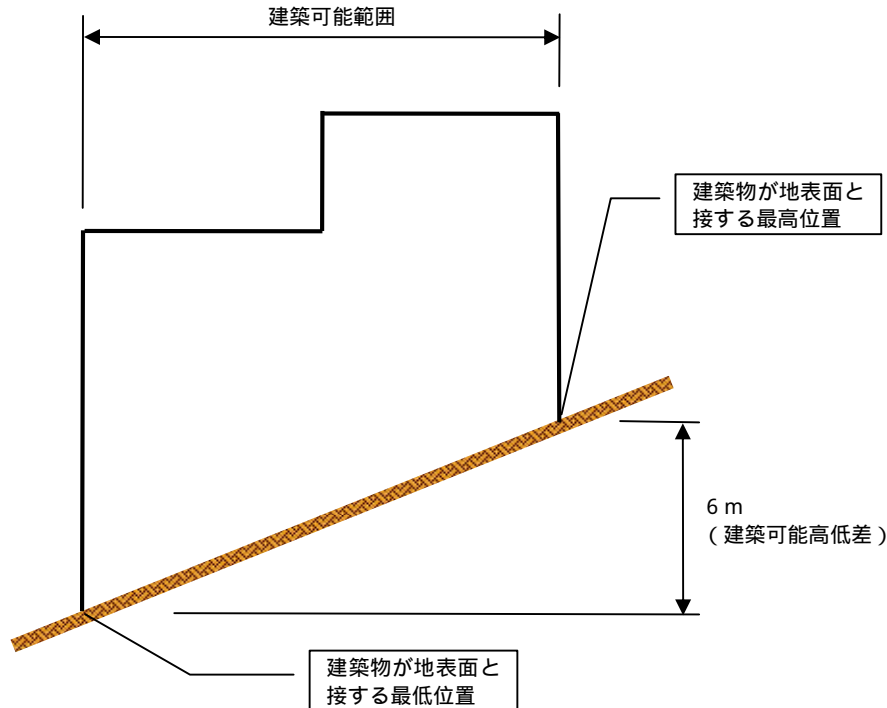 建築可能範囲
建築物が地表面と
接する最高位置
6 m
(建築可能高低差)
建築物が地表面と
接する最低位置